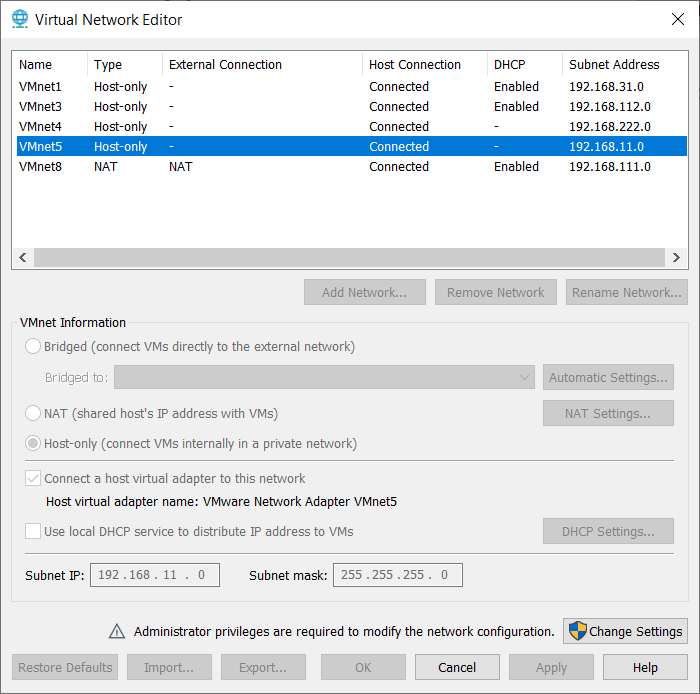 Virtual Network Editor
Name Type External Connection Host Connection DHCP Subnet Address
VMnet1 Host-only - Connected Enabled 192.168.31.0
VMnet3 Host-only - Connected Enabled 192.168.112.0
VMnet4 Host-only - Connected - 192.168.222.0
VMnet5 Host-only - Connected - 192.168.11.0
VMnet8 NAT NAT Connected Enabled 192.168.111.0
Add Network... Remove Network Rename Network...
VMnet Information
Bridged (connect VMs directly to the external network)
Bridged to: Automatic Settings...
NAT (shared host's IP address with VMs) NAT Settings...
Host-only (connect VMs internally in a private network)
Connect a host virtual adapter to this network
Host virtual adapter name: VMware Network Adapter VMnet5
Use local DHCP service to distribute IP address to VMs DHCP Settings...
Subnet IP: 192 . 168 . 11 . 0 Subnet mask: 255 . 255 . 255 . 0
Administrator privileges are required to modify the network configuration. Change Settings
Restore Defaults Import... Export... OK Cancel Apply Help